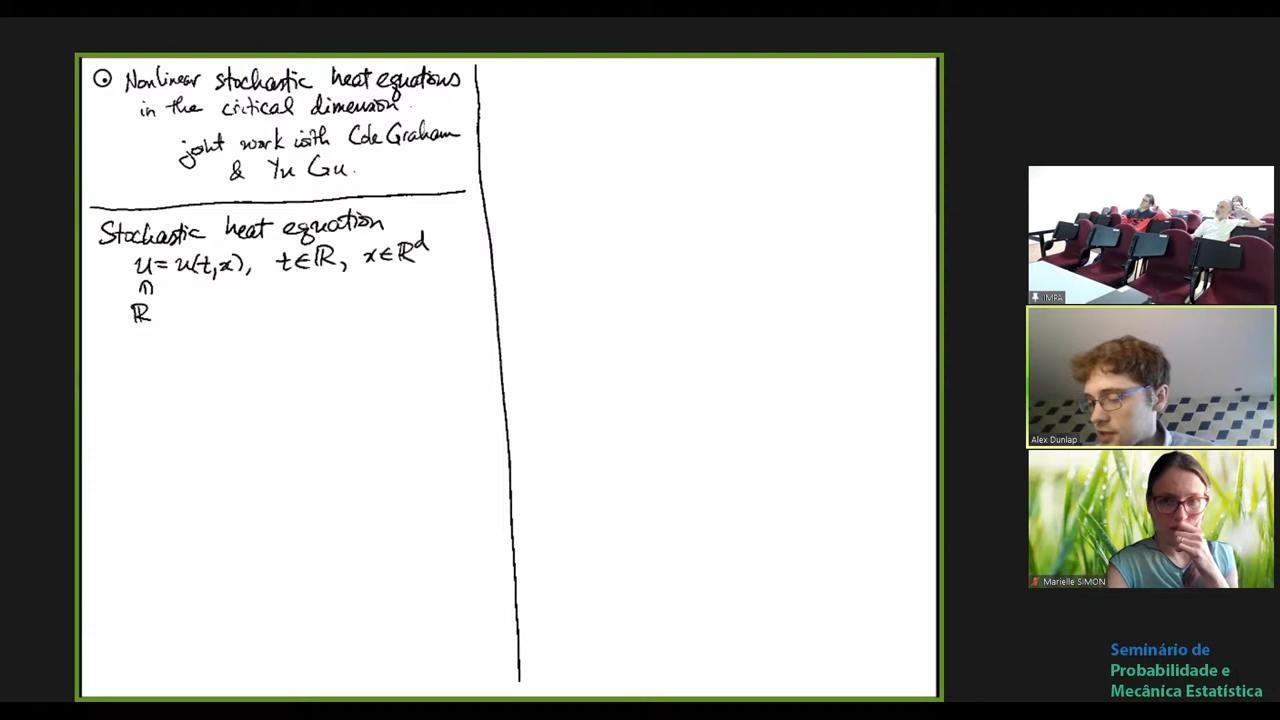 ⊙ Nonlinear stochastic heat equations
in the critical dimension.
joint work with Cole Graham
& Yu Gu.
Stochastic heat equation
u = u(t,x), t ∈ ℝ, x ∈ ℝᵈ
∩
ℝ
IMPA
Alex Dunlap
Marielle SIMON
Seminário de
Probabilidade e
Mecânica Estatística